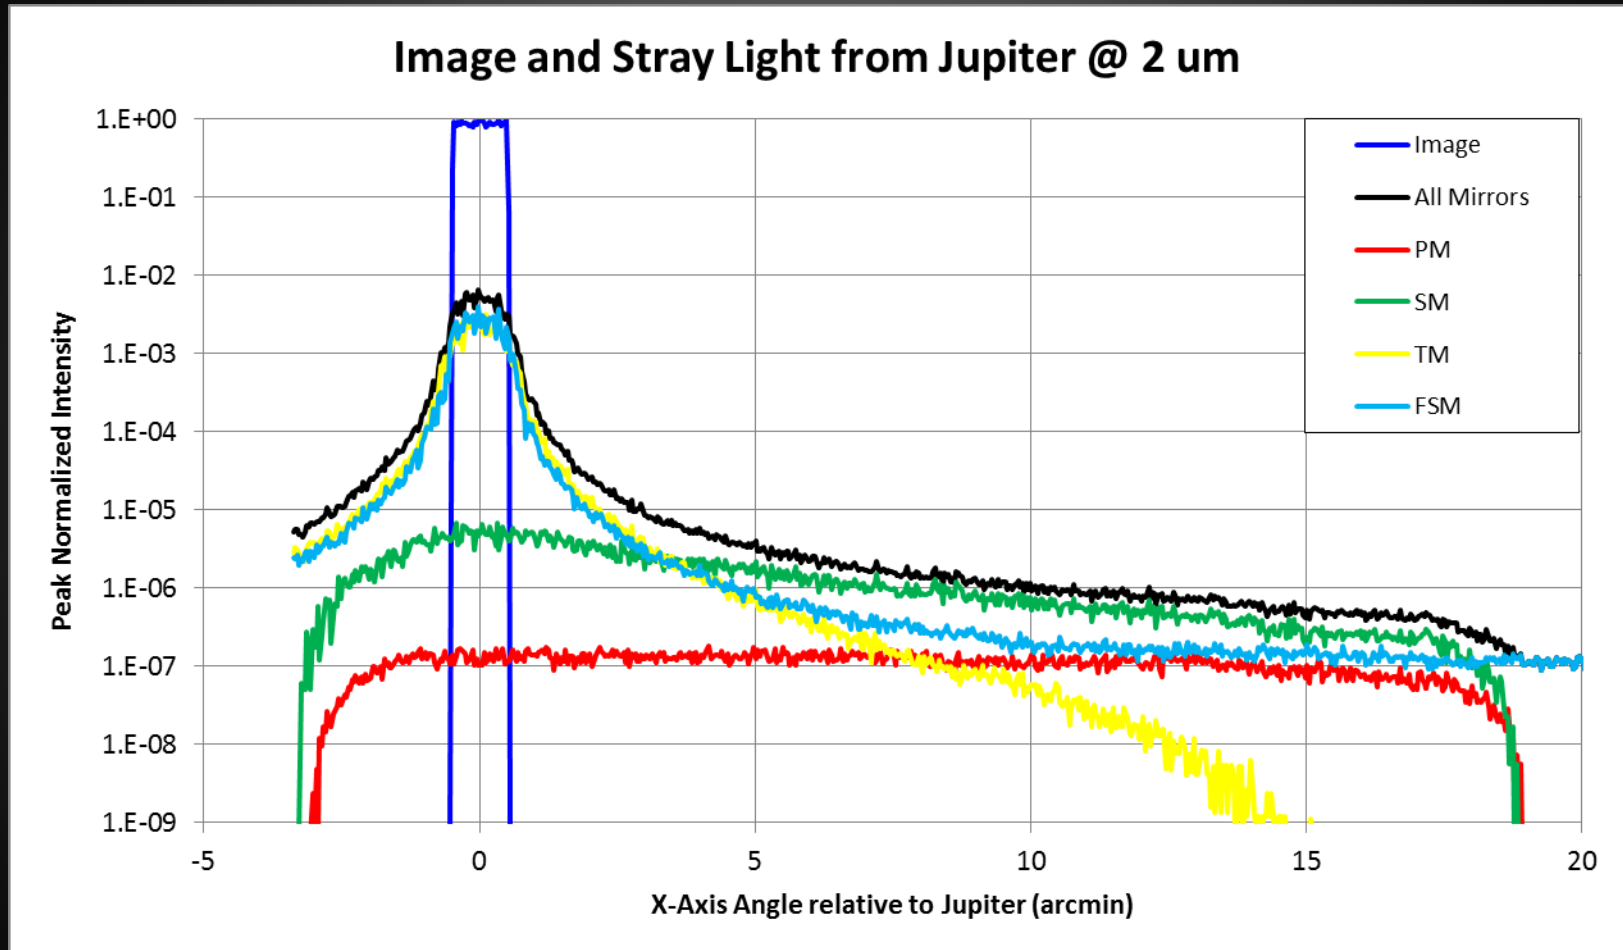 Image and Stray Light from Jupiter @ 2 um
1.E+00
1.E-01
1.E-02
1.E-03
1.E-04
1.E-05
1.E-06
1.E-07
1.E-08
1.E-09
Peak Normalized Intensity
Image
All Mirrors
PM
SM
TM
FSM
-5 0 5 10 15 20
X-Axis Angle relative to Jupiter (arcmin)